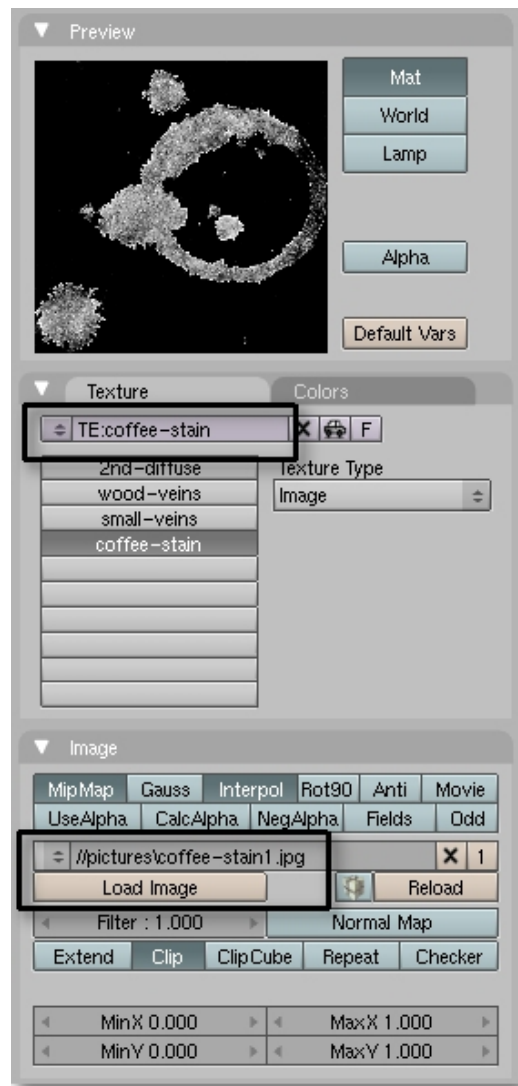 Preview
Mat
World
Lamp
Alpha
Default Vars
Texture Colors
TE:coffee-stain F
2nd-diffuse Texture Type
wood-veins Image
small-veins
coffee-stain
Image
MipMap Gauss Interpol Rot90 Anti Movie
UseAlpha CalcAlpha NegAlpha Fields Odd
//pictures\coffee-stain1.jpg 1
Load Image Reload
Filter : 1.000 Normal Map
Extend Clip ClipCube Repeat Checker
MinX 0.000 MaxX 1.000
MinY 0.000 MaxY 1.000